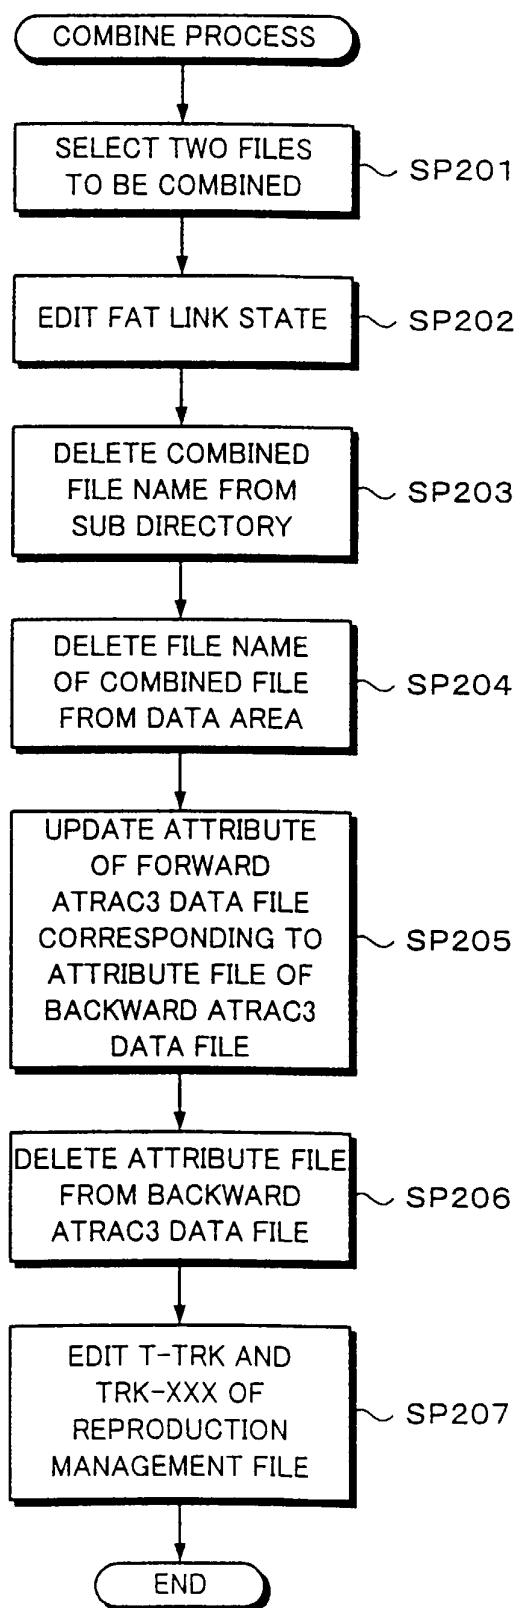 COMBINE PROCESS
SELECT TWO FILES
TO BE COMBINED
SP201
EDIT FAT LINK STATE
SP202
DELETE COMBINED
FILE NAME FROM
SUB DIRECTORY
SP203
DELETE FILE NAME
OF COMBINED FILE
FROM DATA AREA
SP204
UPDATE ATTRIBUTE
OF FORWARD
ATRAC3 DATA FILE
CORRESPONDING TO
ATTRIBUTE FILE OF
BACKWARD ATRAC3
DATA FILE
SP205
DELETE ATTRIBUTE FILE
FROM BACKWARD
ATRAC3 DATA FILE
SP206
EDIT T-TRK AND
TRK-XXX OF
REPRODUCTION
MANAGEMENT FILE
SP207
END